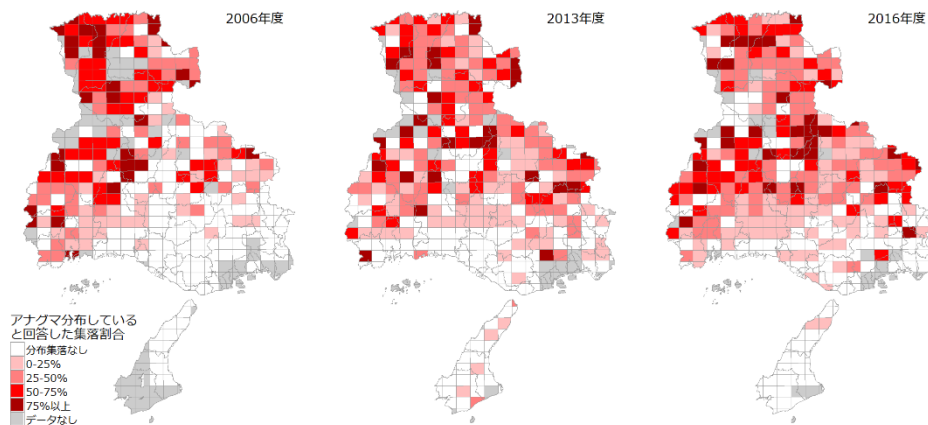 2006年度
2013年度
2016年度
アナグマ分布している
と回答した集落割合
分布集落なし
0-25%
25-50%
50-75%
75%以上
データなし